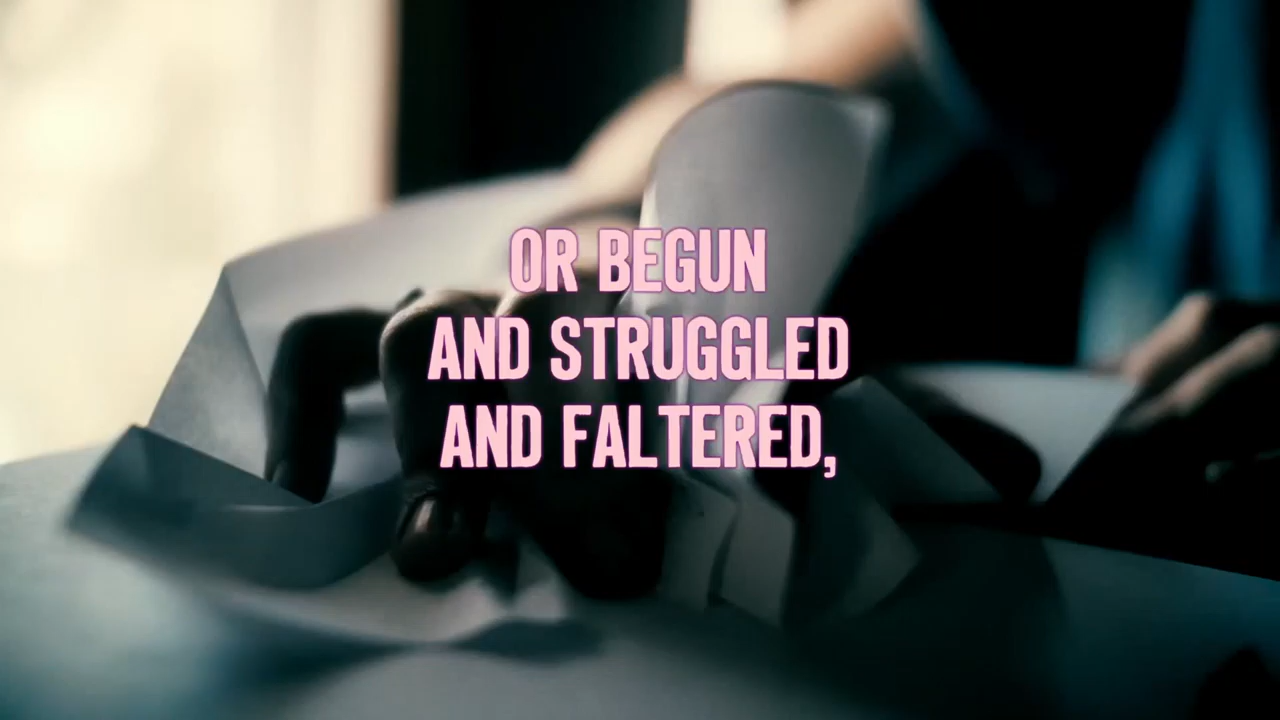 OR BEGUN
AND STRUGGLED
AND FALTERED,